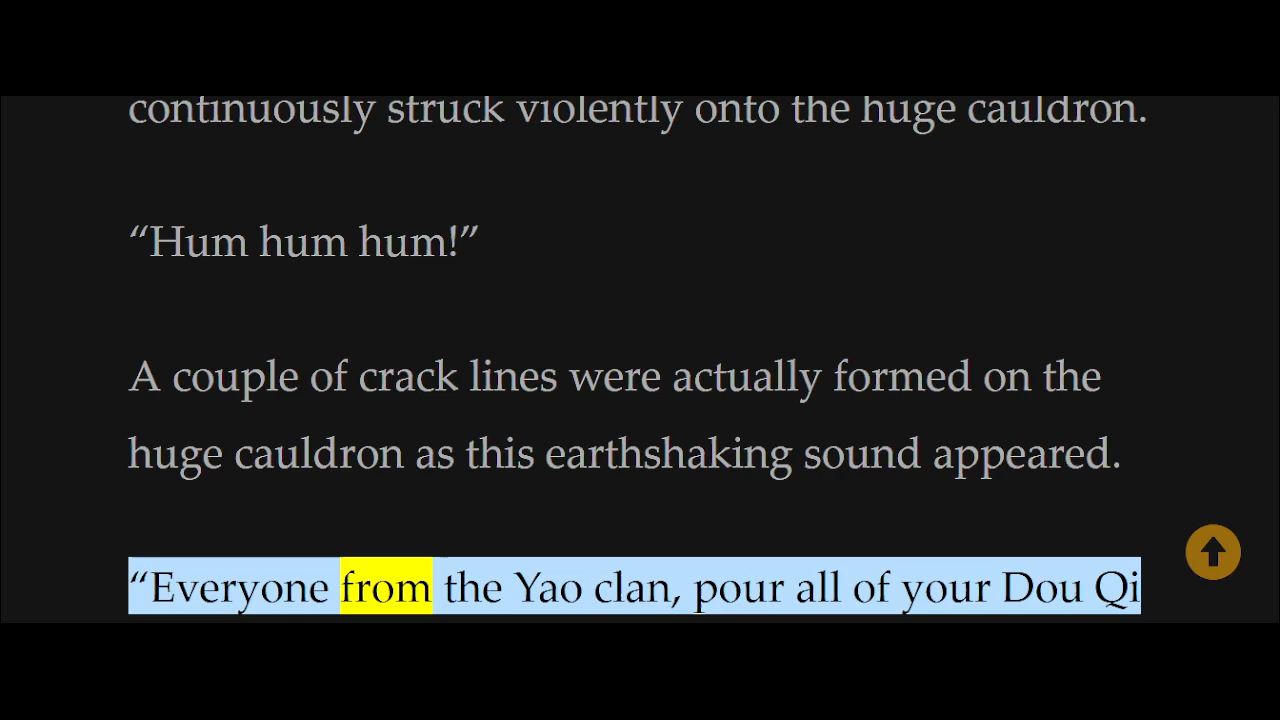 continuously struck violently onto the huge cauldron.
“Hum hum hum!”
A couple of crack lines were actually formed on the
huge cauldron as this earthshaking sound appeared.
“Everyone from the Yao clan, pour all of your Dou Qi